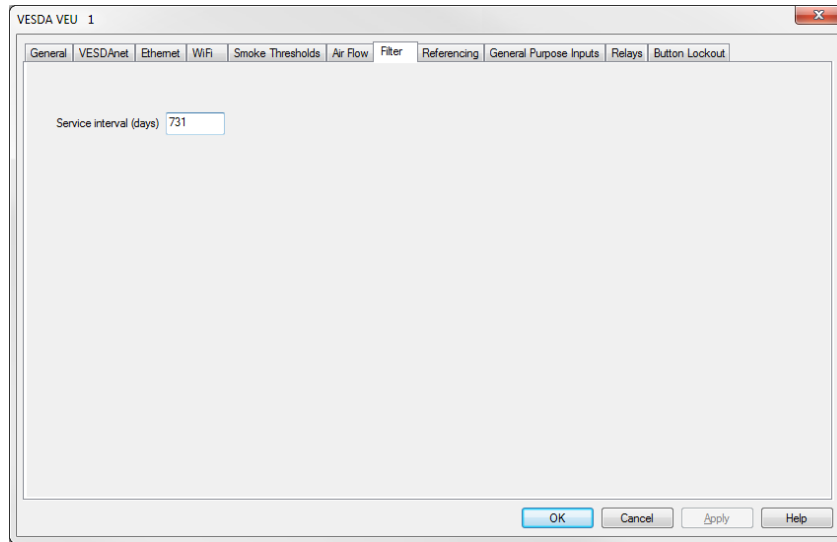 VESDA VEU 1
General VESDAnet Ethernet WiFi Smoke Thresholds Air Flow Filter Referencing General Purpose Inputs Relays Button Lockout
Service interval (days) 731
OK Cancel Apply Help